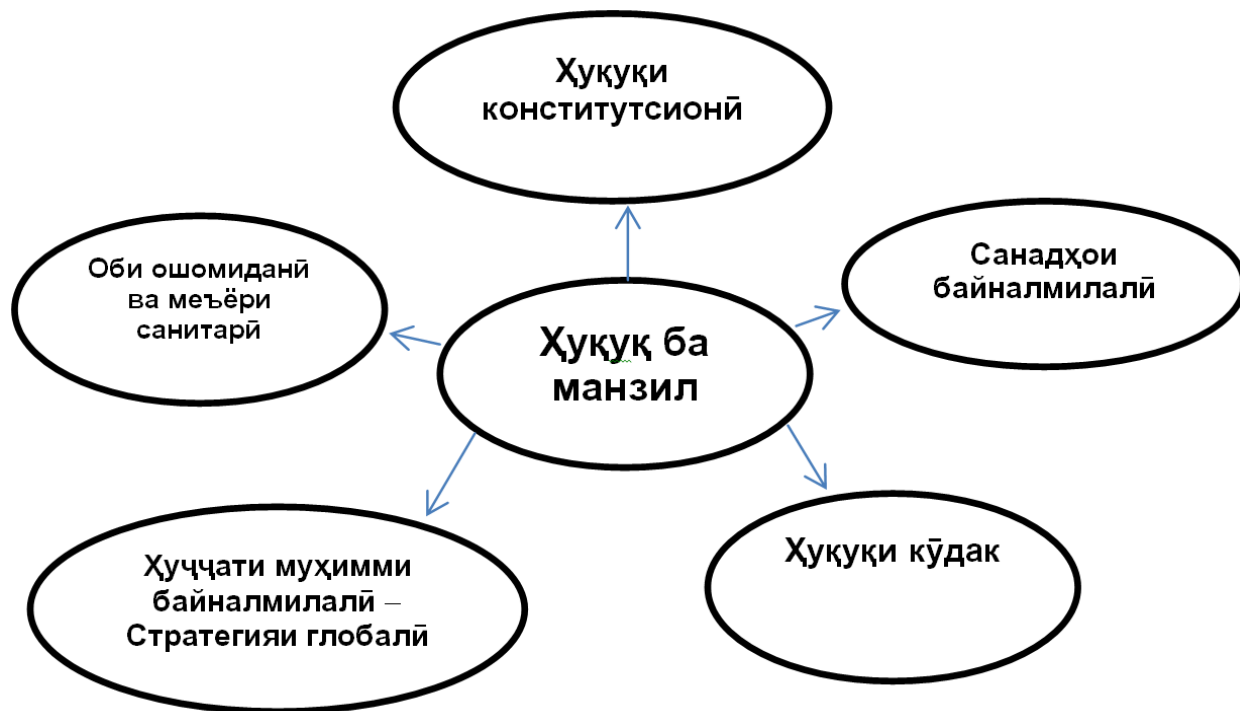 Ҳуқуқи
конститутсионӣ
Оби ошомиданӣ
ва меъёри
санитарӣ
Санадҳои
байналмилалӣ
Ҳуқуқ ба
манзил
Ҳуҷҷати муҳимми
байналмилалӣ –
Стратегияи глобалӣ
Ҳуқуқи кӯдак